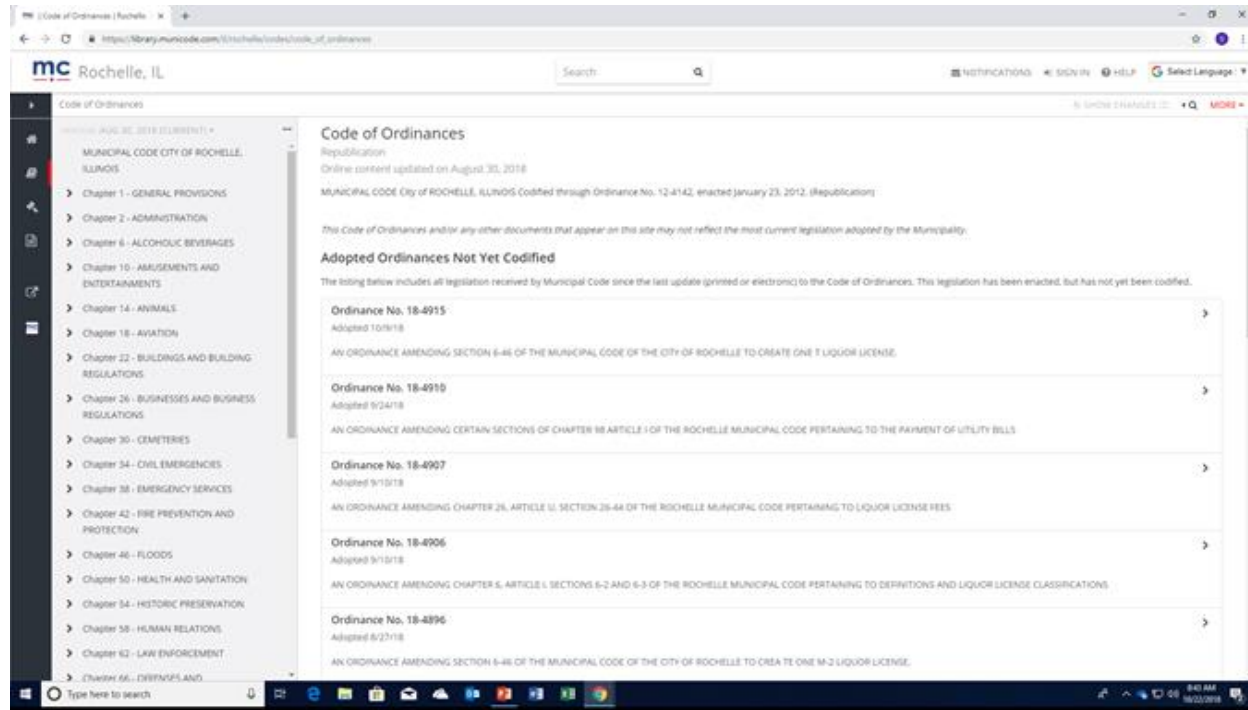 Code of Ordinances | Rochelle
https://library.municode.com/il/rochelle/codes/code_of_ordinances
mc Rochelle, IL
Search
NOTIFICATIONS SIGN IN HELP Select Language
Code of Ordinances
SHOW CHANGES MORE
AUG 30, 2018 (CURRENT)
MUNICIPAL CODE CITY OF ROCHELLE,
ILLINOIS
Chapter 1 - GENERAL PROVISIONS
Chapter 2 - ADMINISTRATION
Chapter 6 - ALCOHOLIC BEVERAGES
Chapter 10 - AMUSEMENTS AND
ENTERTAINMENTS
Chapter 14 - ANIMALS
Chapter 18 - AVIATION
Chapter 22 - BUILDINGS AND BUILDING
REGULATIONS
Chapter 26 - BUSINESSES AND BUSINESS
REGULATIONS
Chapter 30 - CEMETERIES
Chapter 34 - CIVIL EMERGENCIES
Chapter 38 - EMERGENCY SERVICES
Chapter 42 - FIRE PREVENTION AND
PROTECTION
Chapter 46 - FLOODS
Chapter 50 - HEALTH AND SANITATION
Chapter 54 - HISTORIC PRESERVATION
Chapter 58 - HUMAN RELATIONS
Chapter 62 - LAW ENFORCEMENT
Chapter 66 - OFFENSES AND
Code of Ordinances
Republication
Online content updated on August 30, 2018
MUNICIPAL CODE City of ROCHELLE, ILLINOIS Codified through Ordinance No. 12-4142, enacted January 23, 2012. (Republication)
This Code of Ordinances and/or any other documents that appear on this site may not reflect the most current legislation adopted by the Municipality.
Adopted Ordinances Not Yet Codified
The listing below includes all legislation received by Municipal Code since the last update (printed or electronic) to the Code of Ordinances. This legislation has been enacted, but has not yet been codified.
Ordinance No. 18-4915
Adopted 10/9/18
AN ORDINANCE AMENDING SECTION 6-46 OF THE MUNICIPAL CODE OF THE CITY OF ROCHELLE TO CREATE ONE T LIQUOR LICENSE.
Ordinance No. 18-4910
Adopted 9/24/18
AN ORDINANCE AMENDING CERTAIN SECTIONS OF CHAPTER 98 ARTICLE I OF THE ROCHELLE MUNICIPAL CODE PERTAINING TO THE PAYMENT OF UTILITY BILLS
Ordinance No. 18-4907
Adopted 9/10/18
AN ORDINANCE AMENDING CHAPTER 26, ARTICLE U, SECTION 26-44 OF THE ROCHELLE MUNICIPAL CODE PERTAINING TO LIQUOR LICENSE FEES
Ordinance No. 18-4906
Adopted 9/10/18
AN ORDINANCE AMENDING CHAPTER 6, ARTICLE I, SECTIONS 6-2 AND 6-3 OF THE ROCHELLE MUNICIPAL CODE PERTAINING TO DEFINITIONS AND LIQUOR LICENSE CLASSIFICATIONS
Ordinance No. 18-4896
Adopted 8/27/18
AN ORDINANCE AMENDING SECTION 6-46 OF THE MUNICIPAL CODE OF THE CITY OF ROCHELLE TO CREA TE ONE M-2 LIQUOR LICENSE.
Type here to search
8:43 AM
10/22/2018